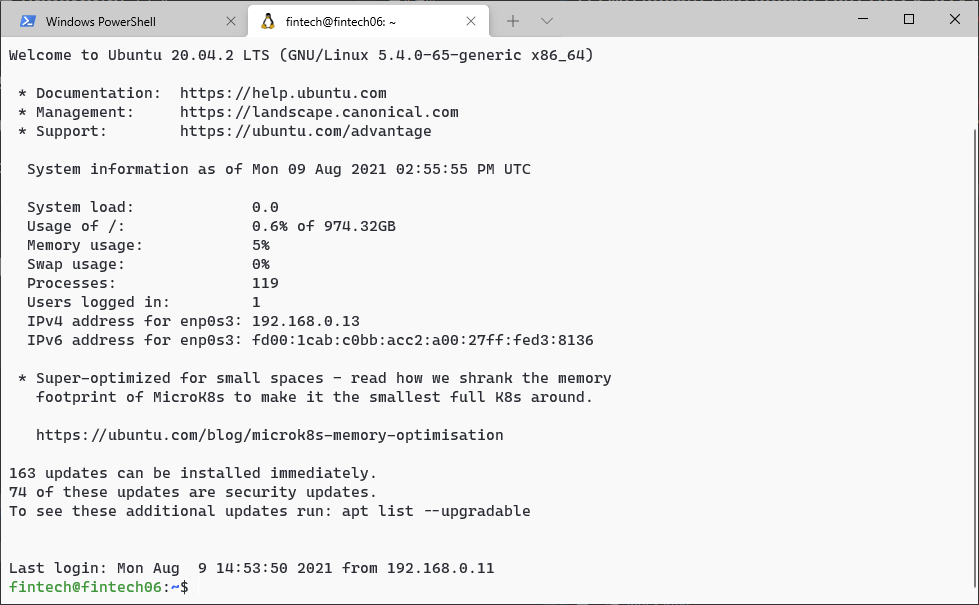 Windows PowerShell
fintech@fintech06: ~
Welcome to Ubuntu 20.04.2 LTS (GNU/Linux 5.4.0-65-generic x86_64)
* Documentation:  https://help.ubuntu.com
* Management:     https://landscape.canonical.com
* Support:        https://ubuntu.com/advantage
System information as of Mon 09 Aug 2021 02:55:55 PM UTC
System load:             0.0
Usage of /:              0.6% of 974.32GB
Memory usage:            5%
Swap usage:              0%
Processes:               119
Users logged in:         1
IPv4 address for enp0s3: 192.168.0.13
IPv6 address for enp0s3: fd00:1cab:c0bb:acc2:a00:27ff:fed3:8136
* Super-optimized for small spaces - read how we shrank the memory
footprint of MicroK8s to make it the smallest full K8s around.
https://ubuntu.com/blog/microk8s-memory-optimisation
163 updates can be installed immediately.
74 of these updates are security updates.
To see these additional updates run: apt list --upgradable
Last login: Mon Aug  9 14:53:50 2021 from 192.168.0.11
fintech@fintech06:~$